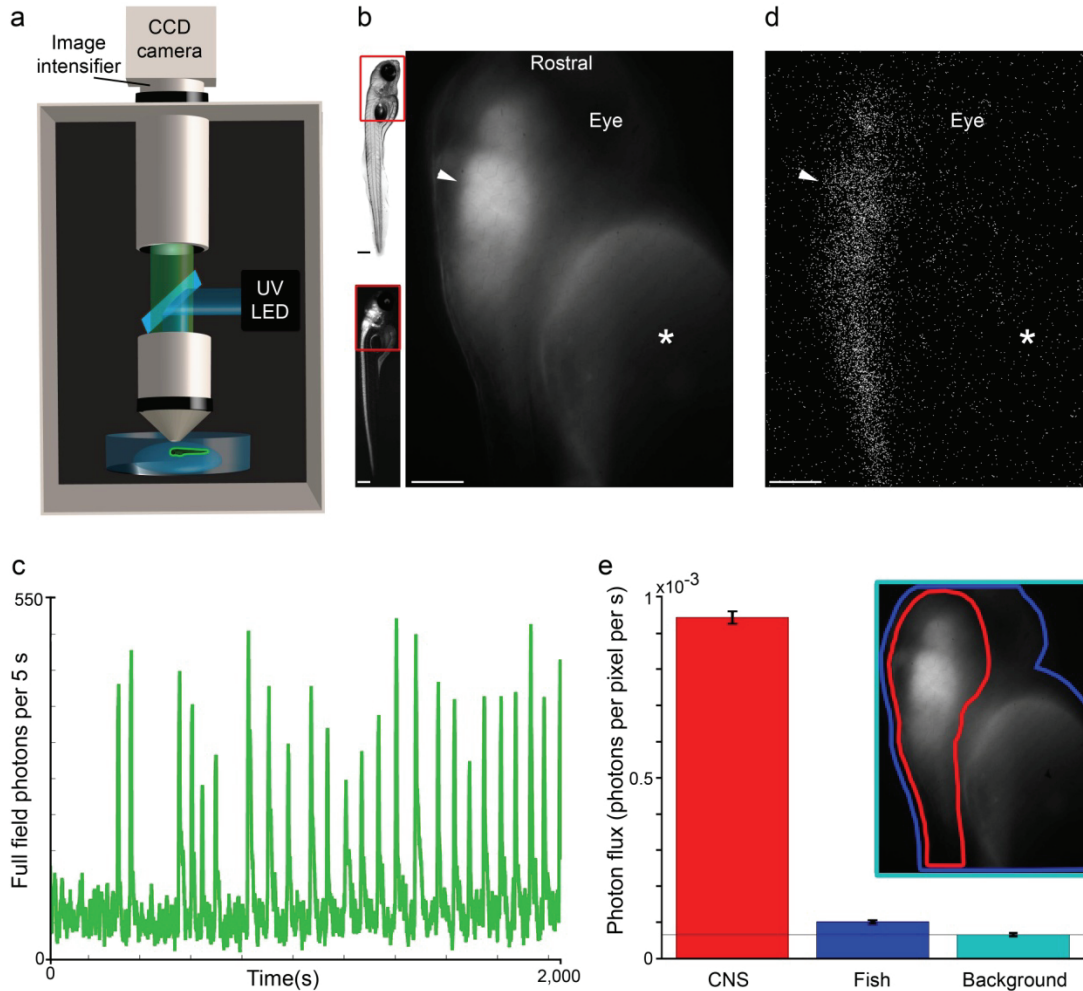 a
CCD
camera
Image
intensifier
UV
LED
b
Rostral
Eye
*
d
Eye
*
c
Full field photons per 5 s
550
0
0
Time(s)
2,000
e
Photon flux (photons per pixel per s)
x10-3
1
0.5
0
CNS
Fish
Background